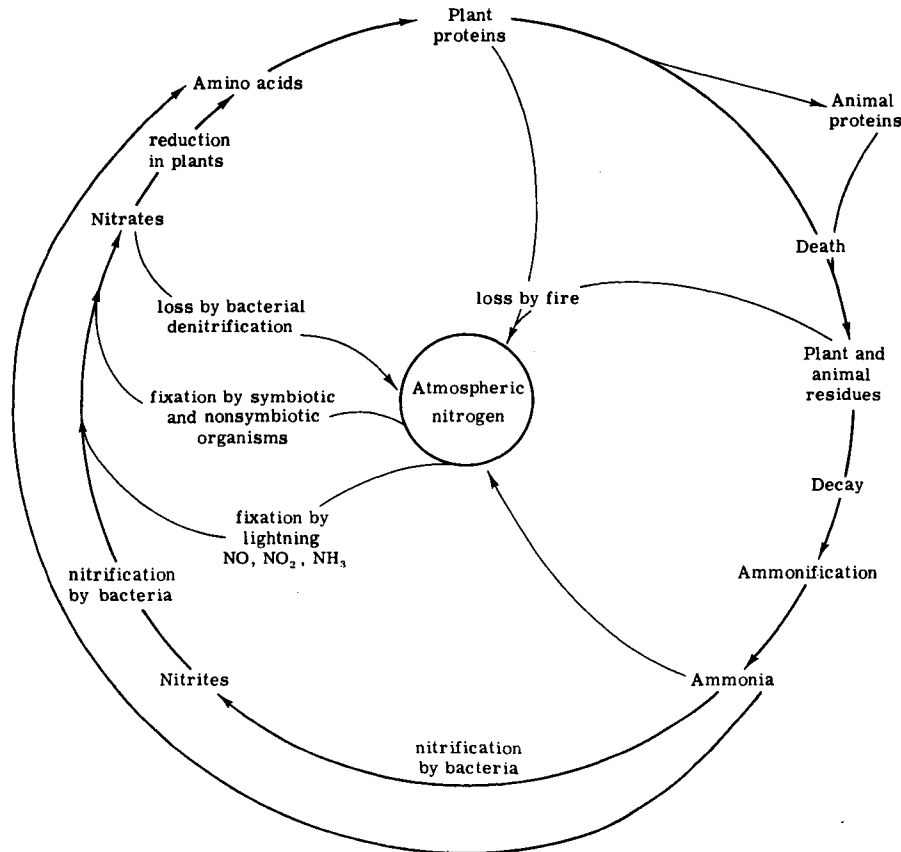 Plant
proteins
Amino acids
Animal
proteins
reduction
in plants
Nitrates
Death
loss by bacterial
denitrification
loss by fire
Plant and
animal
residues
Atmospheric
nitrogen
fixation by symbiotic
and nonsymbiotic
organisms
Decay
fixation by
lightning
NO, NO₂, NH₃
nitrification
by bacteria
Ammonification
Nitrites
Ammonia
nitrification
by bacteria